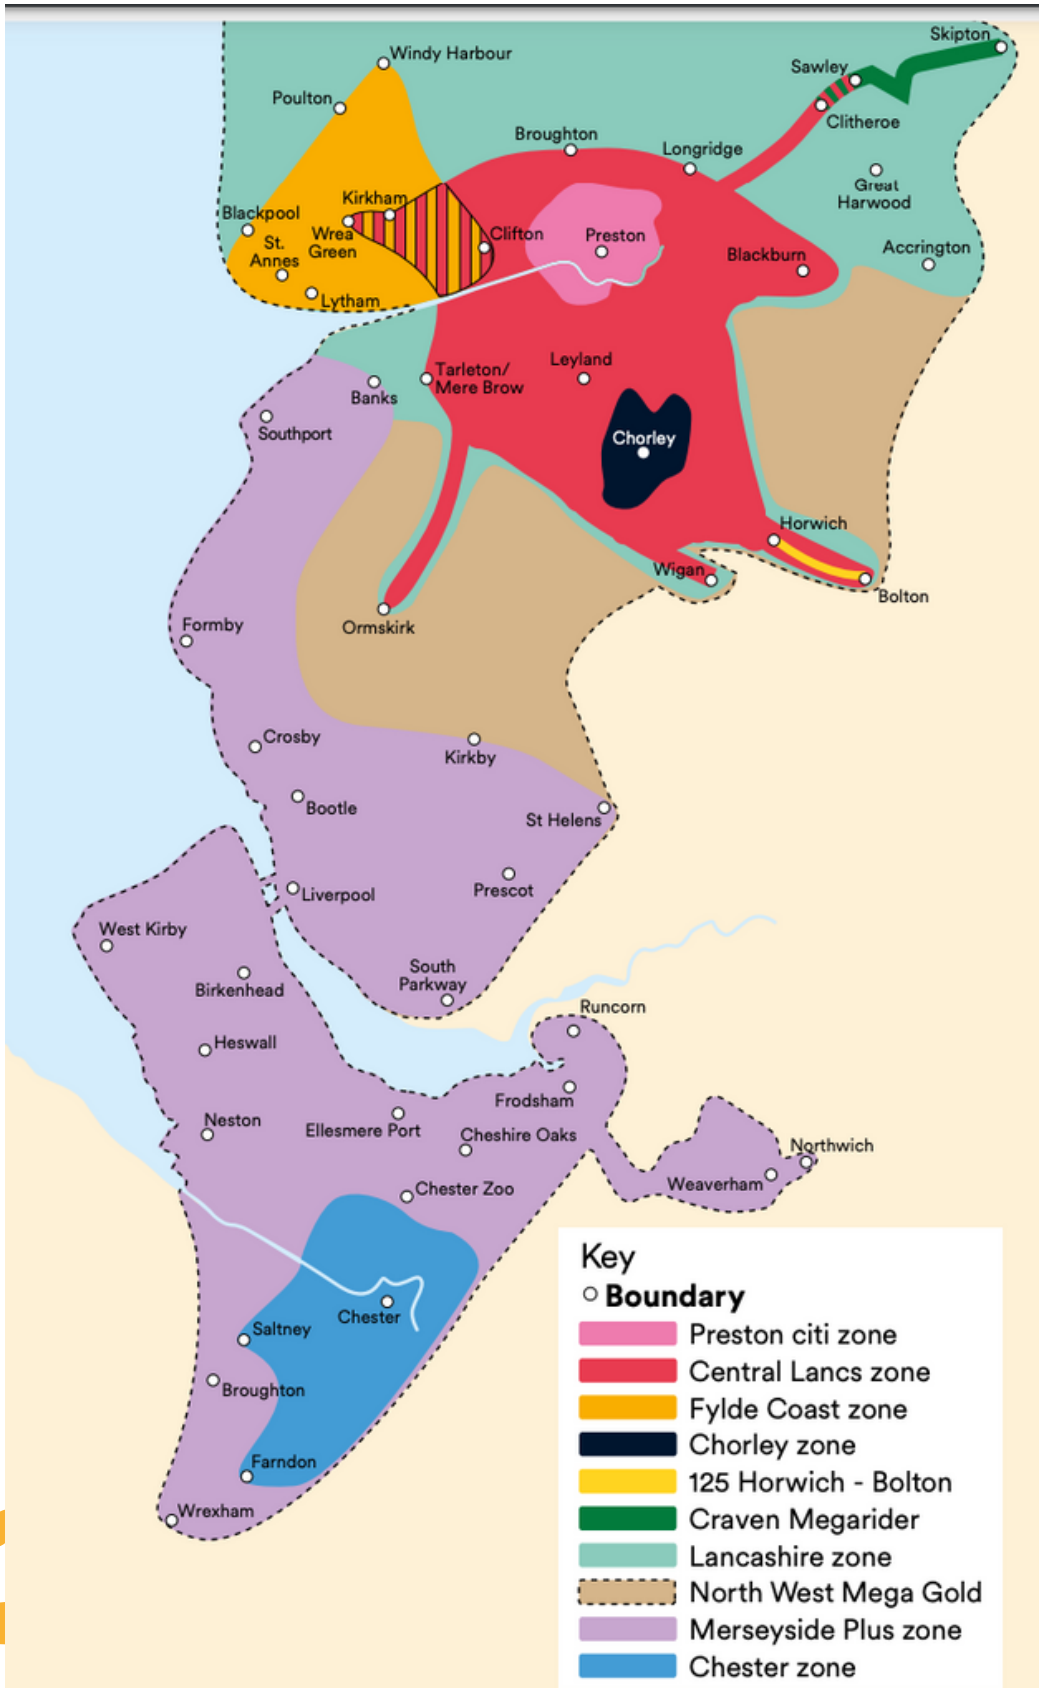 Skipton
Windy Harbour
Sawley
Poulton
Clitheroe
Broughton
Longridge
Great
Harwood
Kirkham
Blackpool
Wrea
Green
Clifton
Preston
St.
Annes
Blackburn
Accrington
Lytham
Tarleton/
Mere Brow
Leyland
Banks
Southport
Chorley
Horwich
Wigan
Bolton
Ormskirk
Formby
Crosby
Kirkby
Bootle
St Helens
Liverpool
Prescot
West Kirby
South
Parkway
Birkenhead
Runcorn
Heswall
Frodsham
Neston
Ellesmere Port
Cheshire Oaks
Northwich
Weaverham
Chester Zoo
Chester
Saltney
Broughton
Farndon
Wrexham
Key
Boundary
Preston citi zone
Central Lancs zone
Fylde Coast zone
Chorley zone
125 Horwich - Bolton
Craven Megarider
Lancashire zone
North West Mega Gold
Merseyside Plus zone
Chester zone